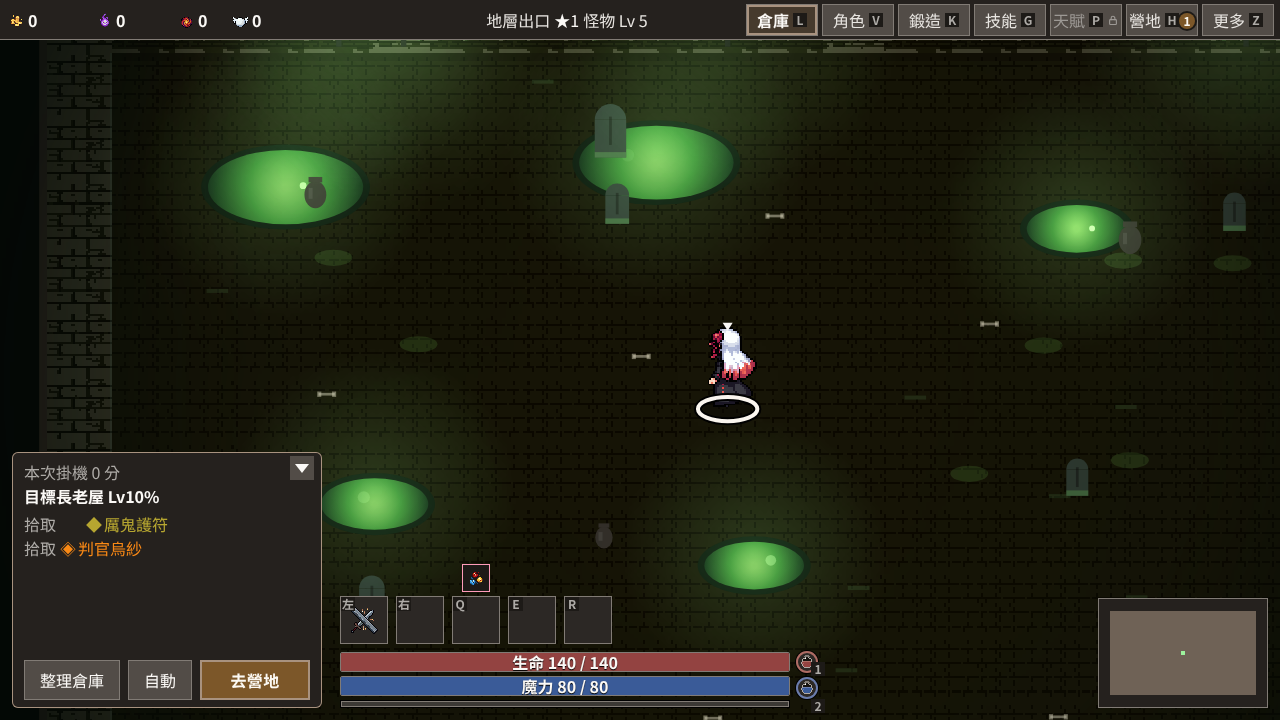 0
0
0
0
地層出口 ★1 怪物 Lv 5
倉庫 L
角色 V
鍛造 K
技能 G
天賦 P
營地 H 1
更多 Z
本次掛機 0 分
目標長老屋 Lv10%
拾取 ◆厲鬼護符
拾取 ◈判官烏紗
整理倉庫
自動
去營地
左
右
Q
E
R
生命 140 / 140
1
魔力 80 / 80
2